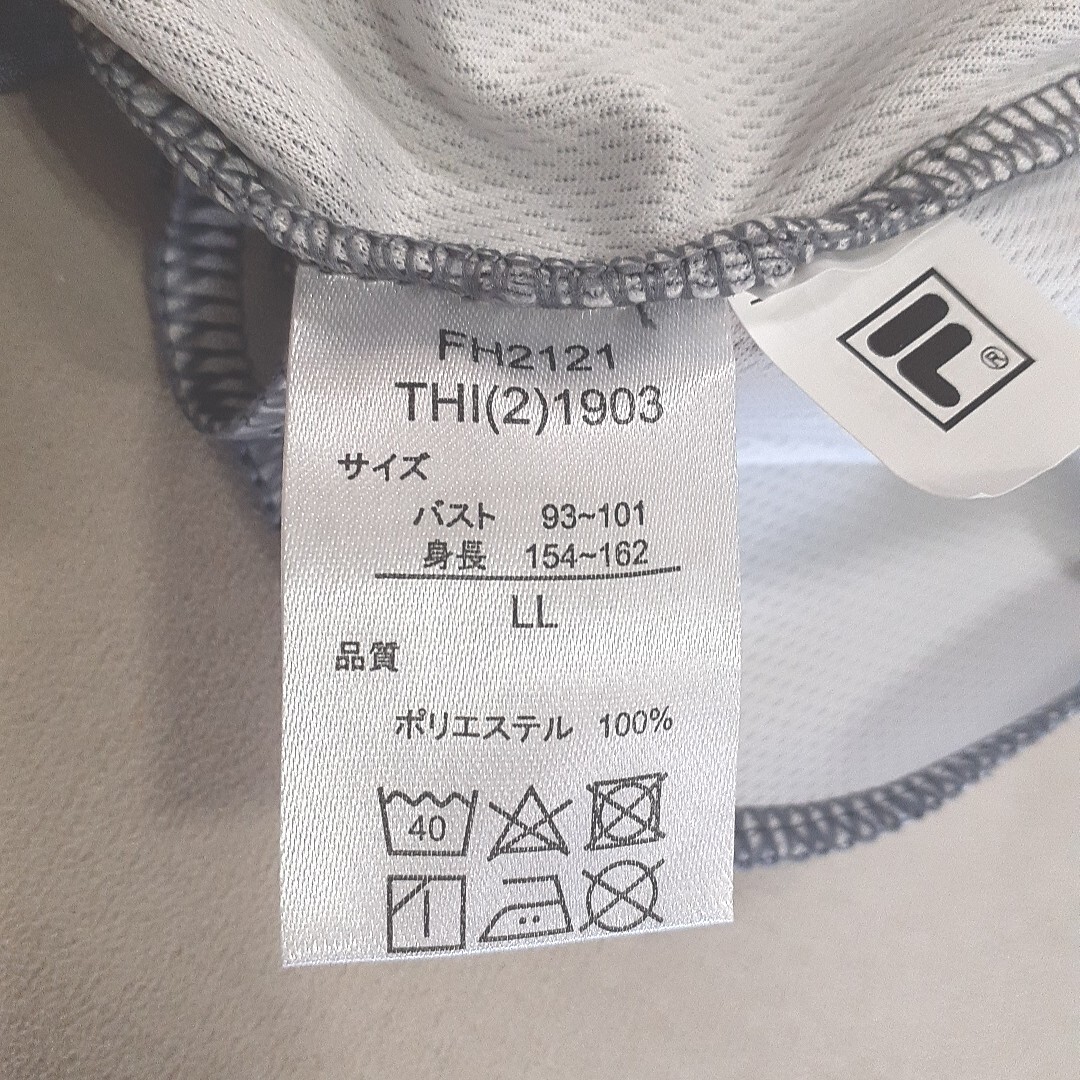 FH2121
THI(2)1903
サイズ
バスト 93~101
身長 154~162
LL
品質
ポリエステル 100%
40
®